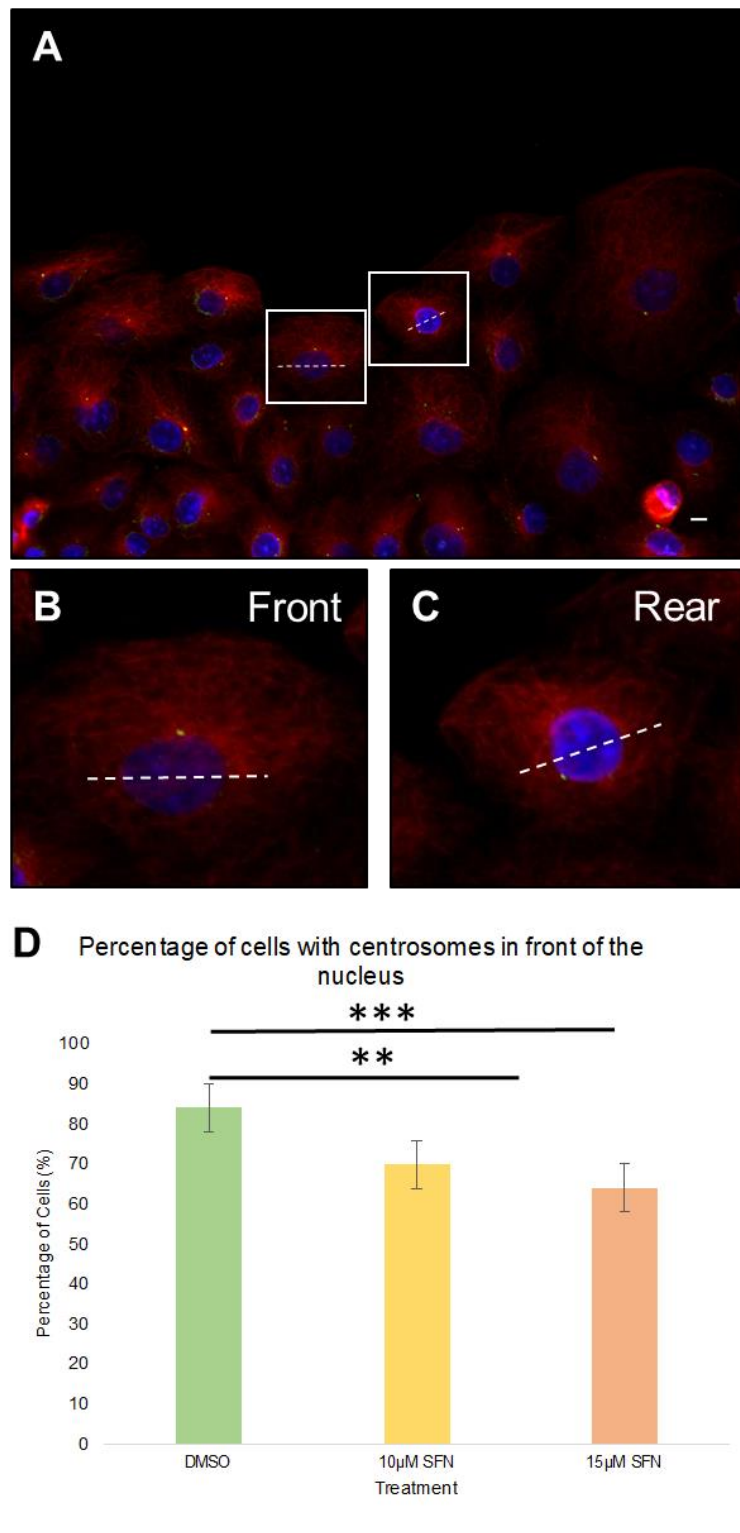 A
B
Front
C
Rear
D
Percentage of cells with centrosomes in front of the
nucleus
***
**
Percentage of Cells (%)
100
90
80
70
60
50
40
30
20
10
0
DMSO
10µM SFN
15µM SFN
Treatment